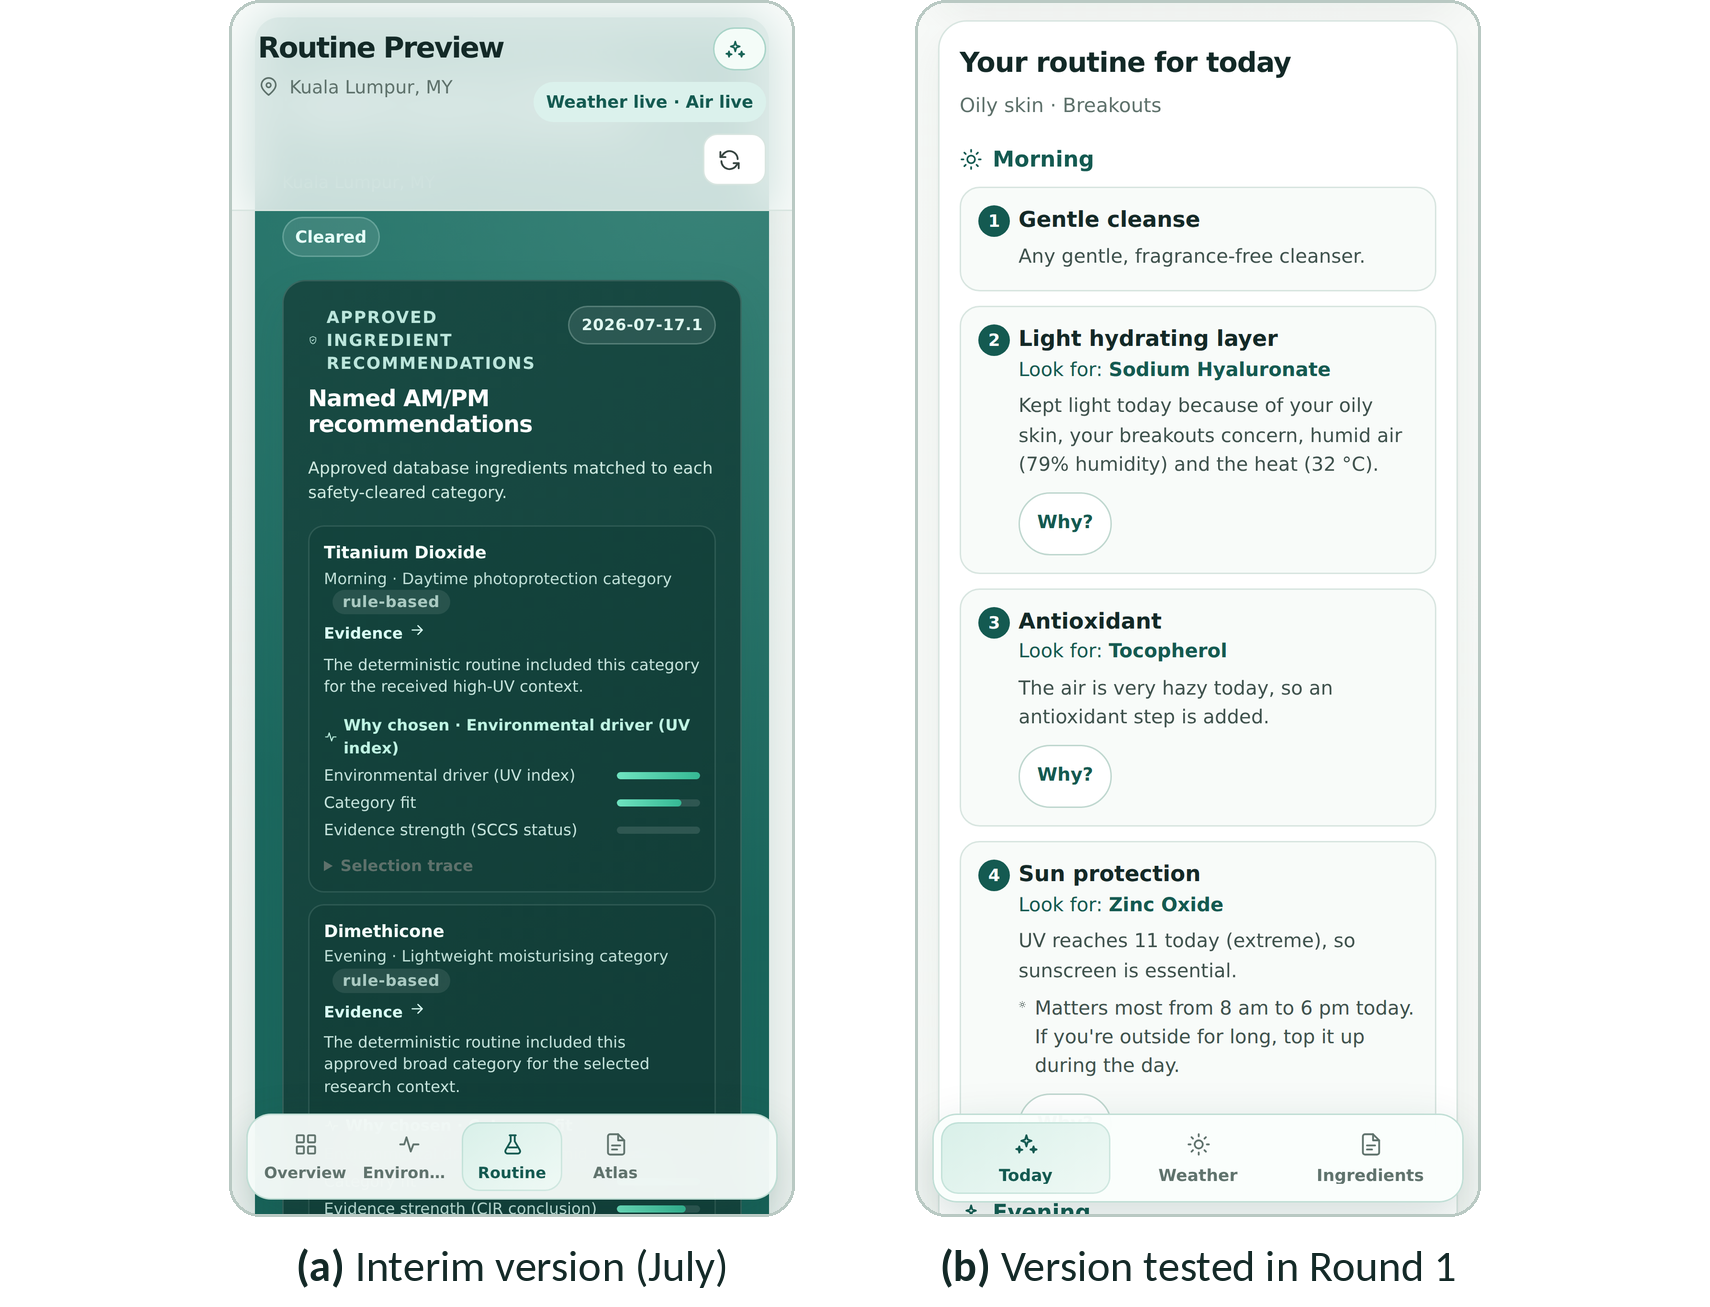 Routine Preview
Kuala Lumpur, MY
Weather live · Air live
Cleared
APPROVED
INGREDIENT
RECOMMENDATIONS
2026-07-17.1
Named AM/PM
recommendations
Approved database ingredients matched to each
safety-cleared category.
Titanium Dioxide
Morning · Daytime photoprotection category
rule-based
Evidence →
The deterministic routine included this category
for the received high-UV context.
Why chosen · Environmental driver (UV
index)
Environmental driver (UV index)
Category fit
Evidence strength (SCCS status)
Selection trace
Dimethicone
Evening · Lightweight moisturising category
rule-based
Evidence →
The deterministic routine included this
approved broad category for the selected
research context.
Overview
Environ...
Routine
Atlas
Evidence strength (CIR conclusion)
(a) Interim version (July)
Your routine for today
Oily skin · Breakouts
Morning
1 Gentle cleanse
Any gentle, fragrance-free cleanser.
2 Light hydrating layer
Look for: Sodium Hyaluronate
Kept light today because of your oily
skin, your breakouts concern, humid air
(79% humidity) and the heat (32 °C).
Why?
3 Antioxidant
Look for: Tocopherol
The air is very hazy today, so an
antioxidant step is added.
Why?
4 Sun protection
Look for: Zinc Oxide
UV reaches 11 today (extreme), so
sunscreen is essential.
Matters most from 8 am to 6 pm today.
If you're outside for long, top it up
during the day.
Today
Weather
Ingredients
Evening
(b) Version tested in Round 1